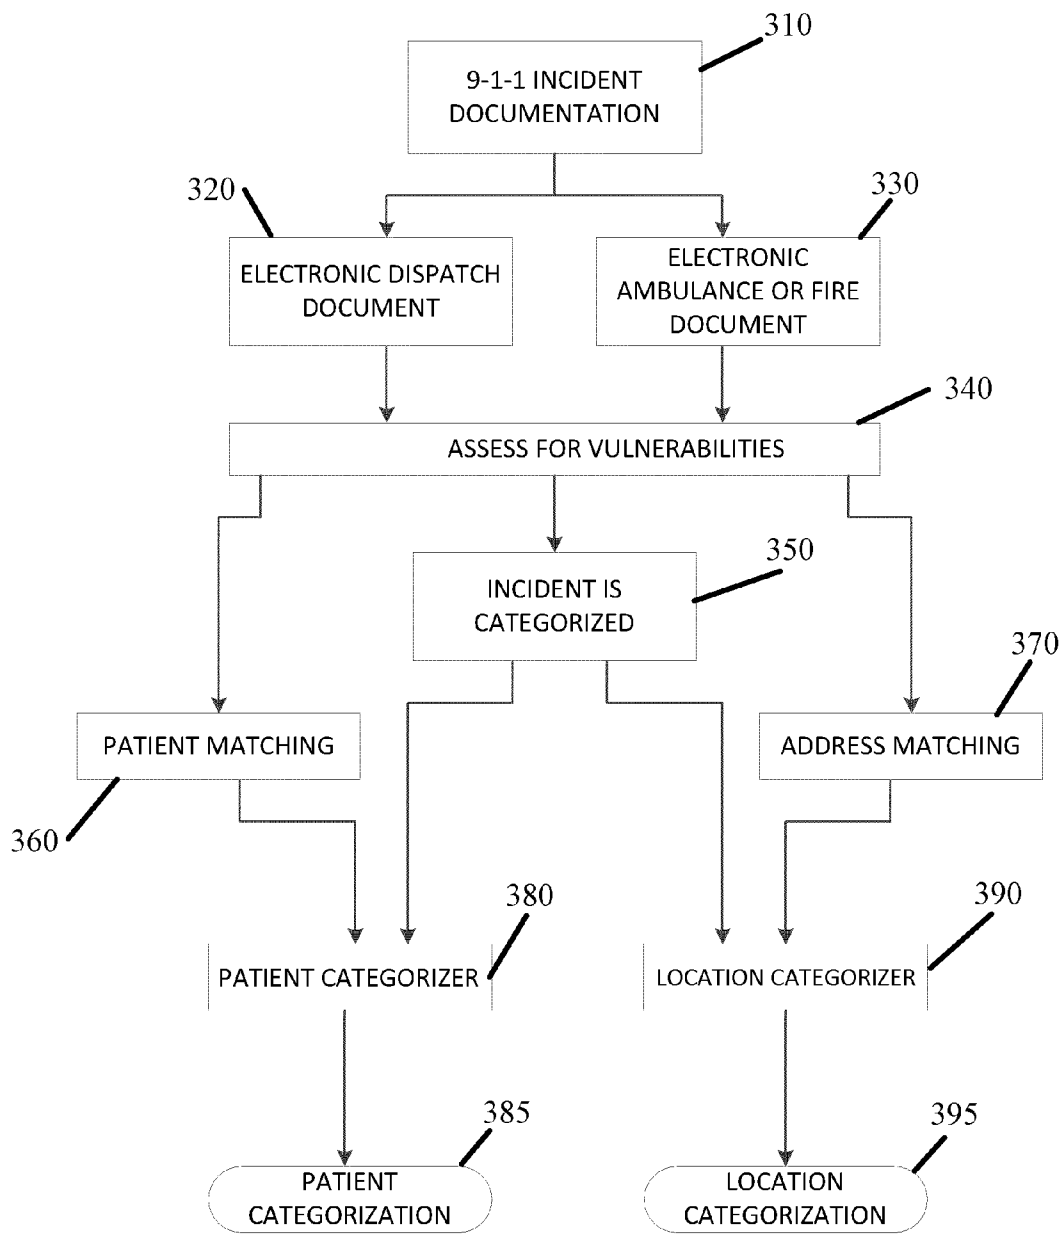 310
9-1-1 INCIDENT
DOCUMENTATION
320
330
ELECTRONIC DISPATCH
DOCUMENT
ELECTRONIC
AMBULANCE OR FIRE
DOCUMENT
340
ASSESS FOR VULNERABILITIES
350
INCIDENT IS
CATEGORIZED
370
PATIENT MATCHING
ADDRESS MATCHING
360
380
390
PATIENT CATEGORIZER
LOCATION CATEGORIZER
385
395
PATIENT
CATEGORIZATION
LOCATION
CATEGORIZATION